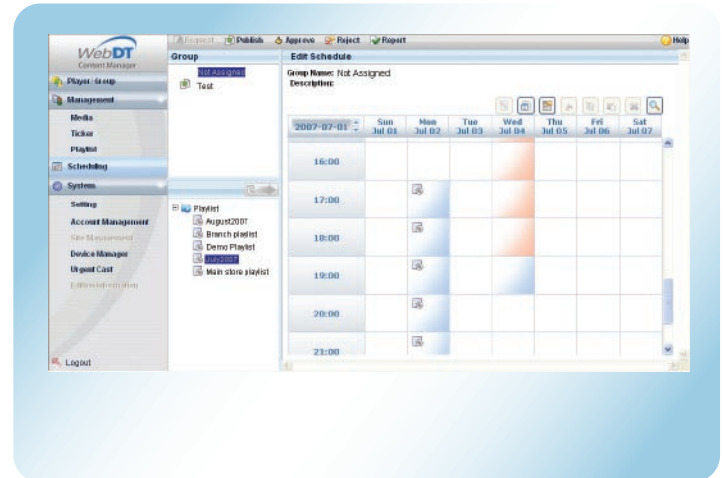 WebDT
Content Manager
Request Publish Approve Reject Report Help
Group
Edit Schedule
Not Assigned
Test
Group Name: Not Assigned
Description:
Player / Group
Management
Media
Ticker
Playlist
Scheduling
System
Setting
Account Management
Site Management
Device Manager
Urgent Cast
Logout
Playlist
August2007
Branch playlist
Demo Playlist
July2007
Main store playlist
2007-07-01
Sun Jul 01
Mon Jul 02
Tue Jul 03
Wed Jul 04
Thu Jul 05
Fri Jul 06
Sat Jul 07
16:00
17:00
18:00
19:00
20:00
21:00